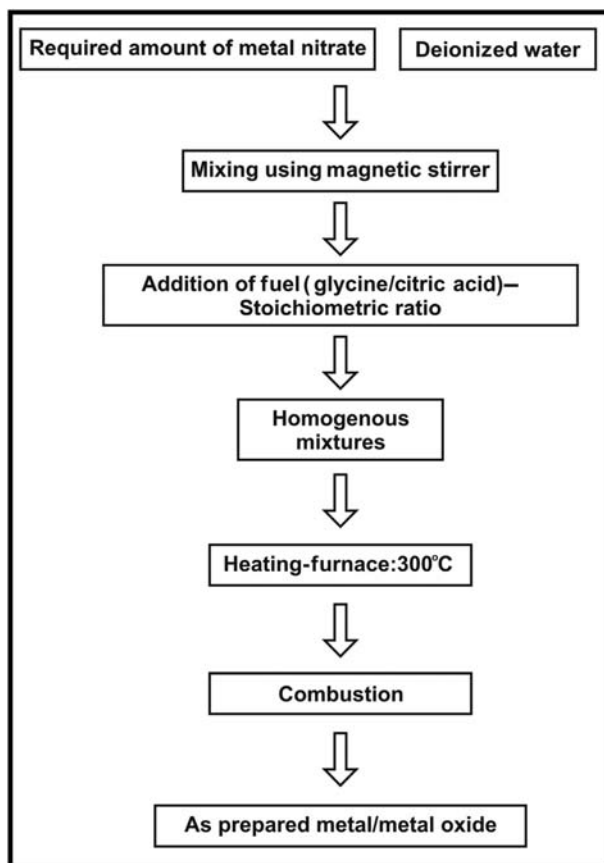 Required amount of metal nitrate
Deionized water
Mixing using magnetic stirrer
Addition of fuel( glycine/citric acid)–
Stoichiometric ratio
Homogenous
mixtures
Heating-furnace:300°C
Combustion
As prepared metal/metal oxide